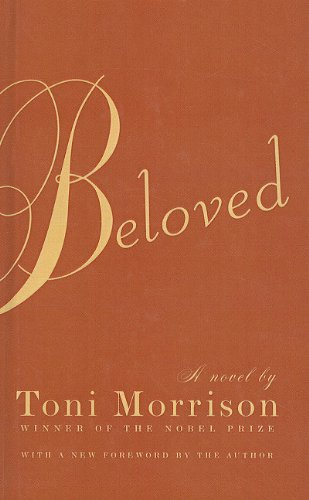 Beloved
A novel by
Toni Morrison
WINNER OF THE NOBEL PRIZE
WITH A NEW FOREWORD BY THE AUTHOR